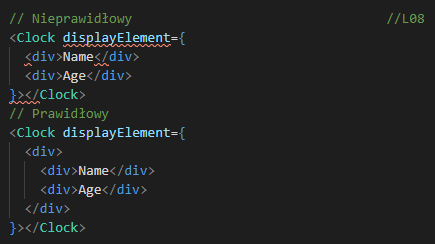 // Nieprawidłowy //L08
<Clock displayElement={
<div>Name</div>
<div>Age</div>
}></Clock>
// Prawidłowy
<Clock displayElement={
<div>
<div>Name</div>
<div>Age</div>
</div>
}></Clock>